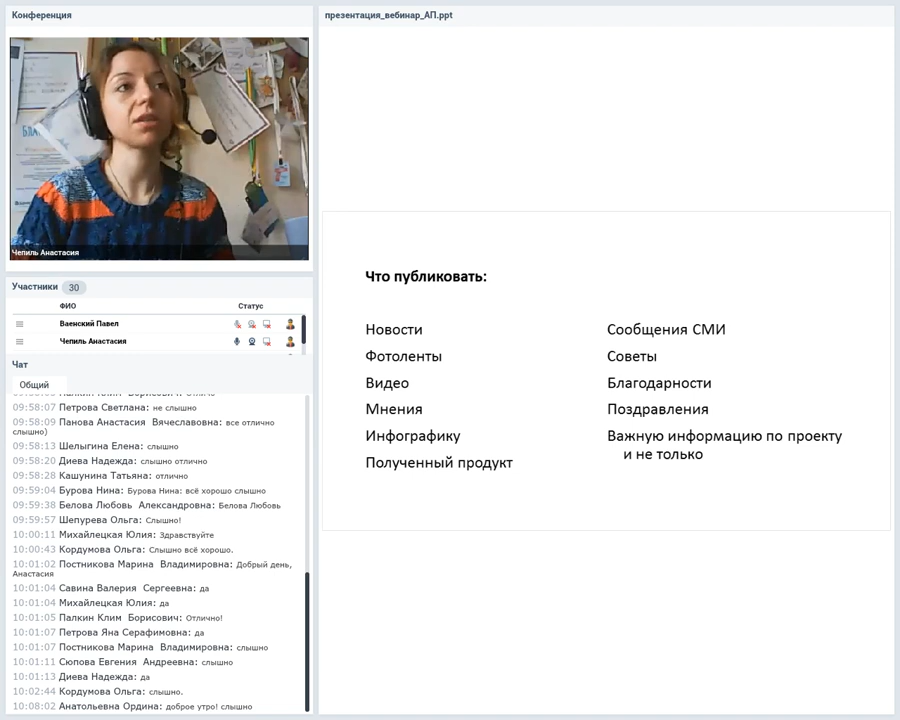 Конференция
БЛА
Чепиль Анастасия
Участники 30
ФИО Статус
Ваенский Павел
Чепиль Анастасия
Чат
Общий
09:58:07 Петрова Светлана: не слышно
09:58:09 Панова Анастасия Вячеславовна: все отлично
слышно)
09:58:13 Шелыгина Елена: слышно
09:58:20 Диева Надежда: слышно отлично
09:58:28 Кашунина Татьяна: отлично
09:59:04 Бурова Нина: Бурова Нина: всё хорошо слышно
09:59:38 Белова Любовь Александровна: Белова Любовь
09:59:57 Шепурева Ольга: Слышно!
10:00:11 Михайлецкая Юлия: Здравствуйте
10:00:43 Кордумова Ольга: Слышно всё хорошо.
10:01:02 Постникова Марина Владимировна: Добрый день,
Анастасия
10:01:04 Савина Валерия Сергеевна: да
10:01:04 Михайлецкая Юлия: да
10:01:05 Палкин Клим Борисович: Отлично!
10:01:07 Петрова Яна Серафимовна: да
10:01:07 Постникова Марина Владимировна: слышно
10:01:11 Сюпова Евгения Андреевна: слышно
10:01:13 Диева Надежда: да
10:02:44 Кордумова Ольга: слышно.
10:08:02 Анатольевна Ордина: доброе утро! слышно
презентация_вебинар_АП.ppt
Что публиковать:
Новости
Фотоленты
Видео
Мнения
Инфографику
Полученный продукт
Сообщения СМИ
Советы
Благодарности
Поздравления
Важную информацию по проекту
и не только